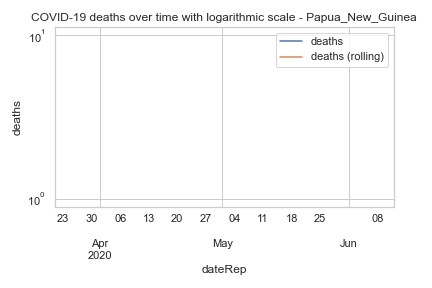 COVID-19 deaths over time with logarithmic scale - Papua_New_Guinea
deaths
deaths (rolling)
10¹
10⁰
deaths
23 30 06 13 20 27 04 11 18 25 08
Apr May Jun
2020
dateRep